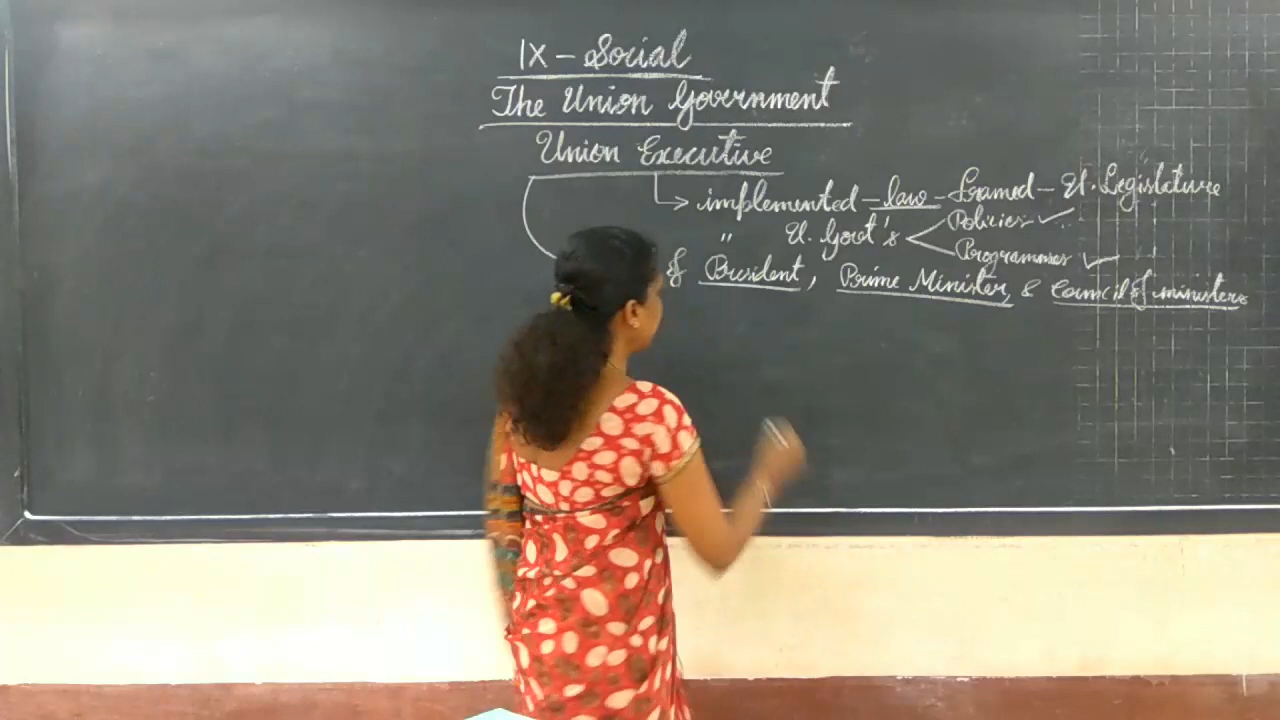 IX - Social
The Union Government
Union Executive
implemented - law - framed - U. Legislature
" U. Govt's Policies
Programmes
of President, Prime Minister, & Council of ministers